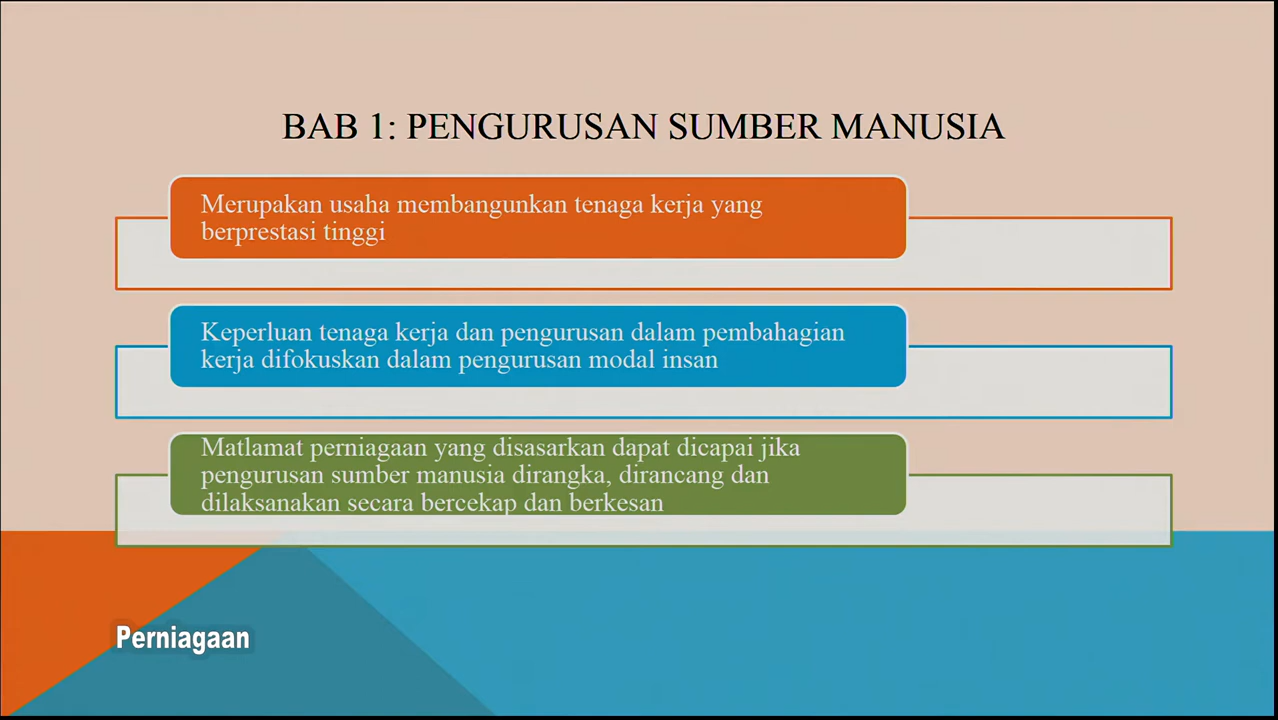 BAB 1: PENGURUSAN SUMBER MANUSIA
Merupakan usaha membangunkan tenaga kerja yang
berprestasi tinggi
Keperluan tenaga kerja dan pengurusan dalam pembahagian
kerja difokuskan dalam pengurusan modal insan
Matlamat perniagaan yang disasarkan dapat dicapai jika
pengurusan sumber manusia dirangka, dirancang dan
dilaksanakan secara bercekap dan berkesan
Perniagaan